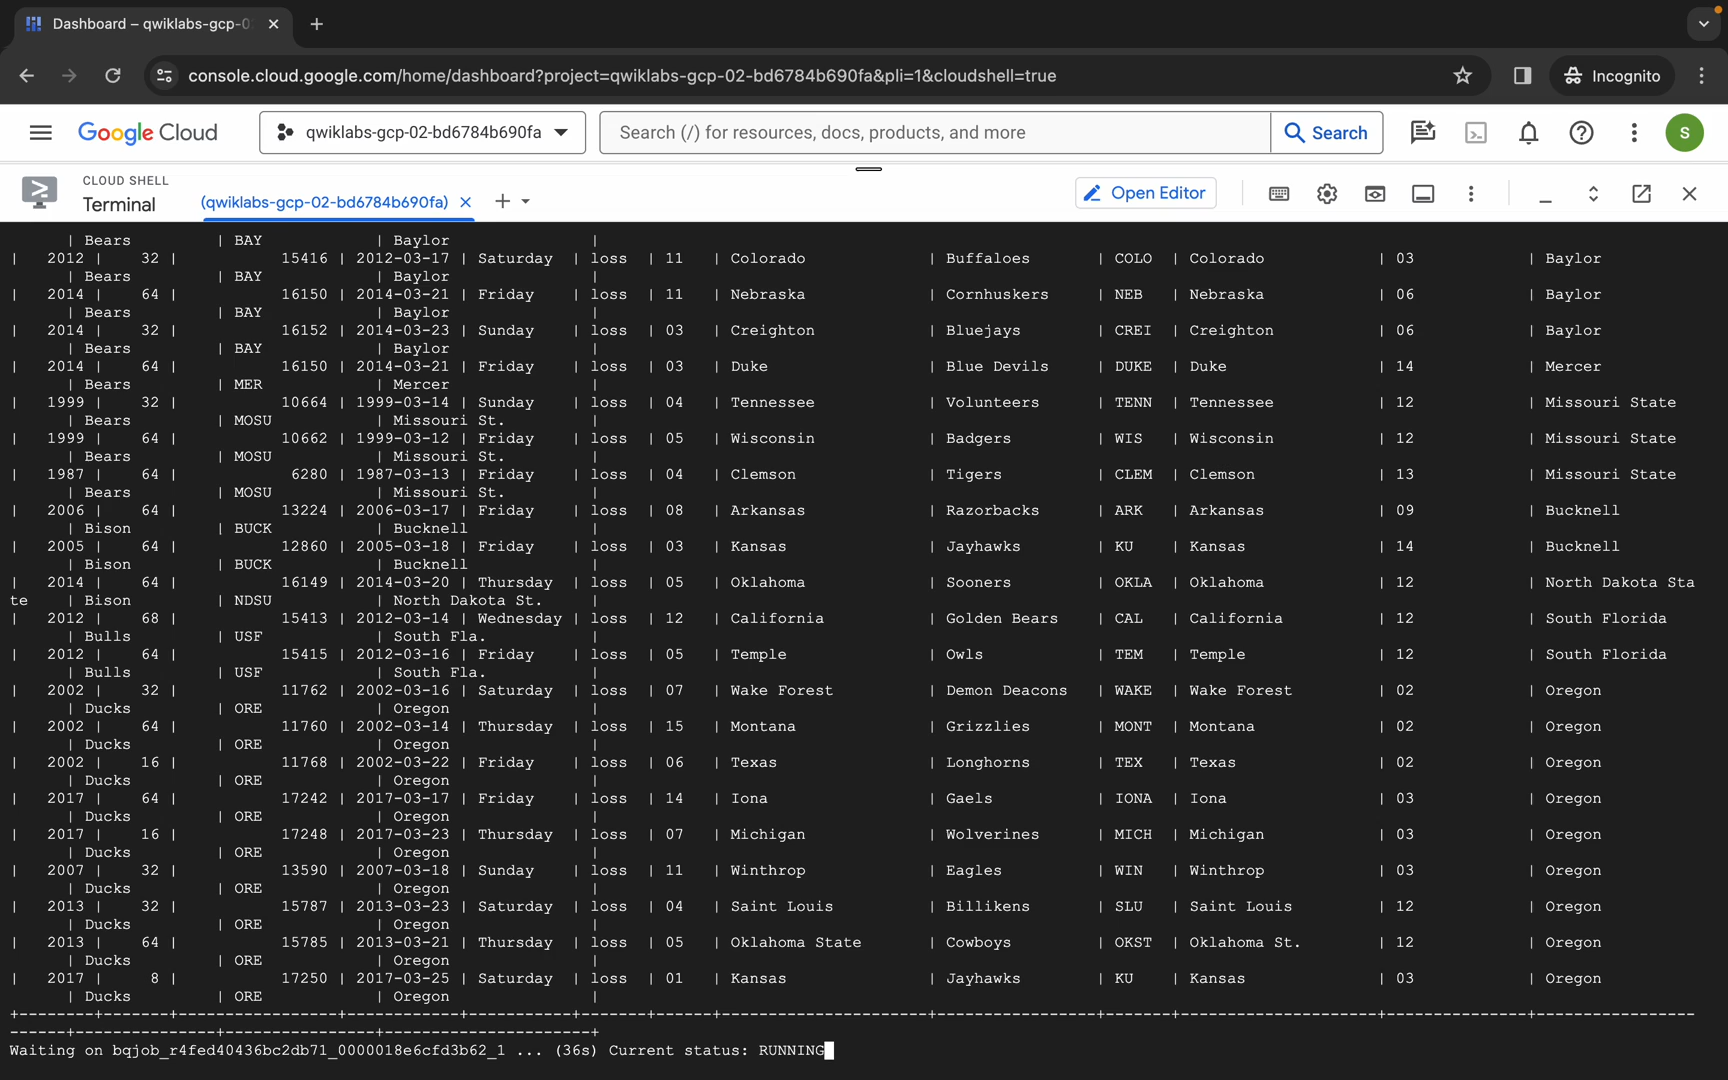 Dashboard – qwiklabs-gcp-0
console.cloud.google.com/home/dashboard?project=qwiklabs-gcp-02-bd6784b690fa&pli=1&cloudshell=true
Incognito
Google Cloud
qwiklabs-gcp-02-bd6784b690fa
Search (/) for resources, docs, products, and more
Search
S
CLOUD SHELL
Terminal
(qwiklabs-gcp-02-bd6784b690fa)
Open Editor
| Bears | BAY | Baylor |
| 2012 | 32 | 15416 | 2012-03-17 | Saturday | loss | 11 | Colorado | Buffaloes | COLO | Colorado | 03 | Baylor
| Bears | BAY | Baylor |
| 2014 | 64 | 16150 | 2014-03-21 | Friday | loss | 11 | Nebraska | Cornhuskers | NEB | Nebraska | 06 | Baylor
| Bears | BAY | Baylor |
| 2014 | 32 | 16152 | 2014-03-23 | Sunday | loss | 03 | Creighton | Bluejays | CREI | Creighton | 06 | Baylor
| Bears | BAY | Baylor |
| 2014 | 64 | 16150 | 2014-03-21 | Friday | loss | 03 | Duke | Blue Devils | DUKE | Duke | 14 | Mercer
| Bears | MER | Mercer |
| 1999 | 32 | 10664 | 1999-03-14 | Sunday | loss | 04 | Tennessee | Volunteers | TENN | Tennessee | 12 | Missouri State
| Bears | MOSU | Missouri St. |
| 1999 | 64 | 10662 | 1999-03-12 | Friday | loss | 05 | Wisconsin | Badgers | WIS | Wisconsin | 12 | Missouri State
| Bears | MOSU | Missouri St. |
| 1987 | 64 | 6280 | 1987-03-13 | Friday | loss | 04 | Clemson | Tigers | CLEM | Clemson | 13 | Missouri State
| Bears | MOSU | Missouri St. |
| 2006 | 64 | 13224 | 2006-03-17 | Friday | loss | 08 | Arkansas | Razorbacks | ARK | Arkansas | 09 | Bucknell
| Bison | BUCK | Bucknell |
| 2005 | 64 | 12860 | 2005-03-18 | Friday | loss | 03 | Kansas | Jayhawks | KU | Kansas | 14 | Bucknell
| Bison | BUCK | Bucknell |
| 2014 | 64 | 16149 | 2014-03-20 | Thursday | loss | 05 | Oklahoma | Sooners | OKLA | Oklahoma | 12 | North Dakota Sta
te | Bison | NDSU | North Dakota St. |
| 2012 | 68 | 15413 | 2012-03-14 | Wednesday | loss | 12 | California | Golden Bears | CAL | California | 12 | South Florida
| Bulls | USF | South Fla. |
| 2012 | 64 | 15415 | 2012-03-16 | Friday | loss | 05 | Temple | Owls | TEM | Temple | 12 | South Florida
| Bulls | USF | South Fla. |
| 2002 | 32 | 11762 | 2002-03-16 | Saturday | loss | 07 | Wake Forest | Demon Deacons | WAKE | Wake Forest | 02 | Oregon
| Ducks | ORE | Oregon |
| 2002 | 64 | 11760 | 2002-03-14 | Thursday | loss | 15 | Montana | Grizzlies | MONT | Montana | 02 | Oregon
| Ducks | ORE | Oregon |
| 2002 | 16 | 11768 | 2002-03-22 | Friday | loss | 06 | Texas | Longhorns | TEX | Texas | 02 | Oregon
| Ducks | ORE | Oregon |
| 2017 | 64 | 17242 | 2017-03-17 | Friday | loss | 14 | Iona | Gaels | IONA | Iona | 03 | Oregon
| Ducks | ORE | Oregon |
| 2017 | 16 | 17248 | 2017-03-23 | Thursday | loss | 07 | Michigan | Wolverines | MICH | Michigan | 03 | Oregon
| Ducks | ORE | Oregon |
| 2007 | 32 | 13590 | 2007-03-18 | Sunday | loss | 11 | Winthrop | Eagles | WIN | Winthrop | 03 | Oregon
| Ducks | ORE | Oregon |
| 2013 | 32 | 15787 | 2013-03-23 | Saturday | loss | 04 | Saint Louis | Billikens | SLU | Saint Louis | 12 | Oregon
| Ducks | ORE | Oregon |
| 2013 | 64 | 15785 | 2013-03-21 | Thursday | loss | 05 | Oklahoma State | Cowboys | OKST | Oklahoma St. | 12 | Oregon
| Ducks | ORE | Oregon |
| 2017 | 8 | 17250 | 2017-03-25 | Saturday | loss | 01 | Kansas | Jayhawks | KU | Kansas | 03 | Oregon
| Ducks | ORE | Oregon |
Waiting on bqjob_r4fed40436bc2db71_0000018e6cfd3b62_1 ... (36s) Current status: RUNNING